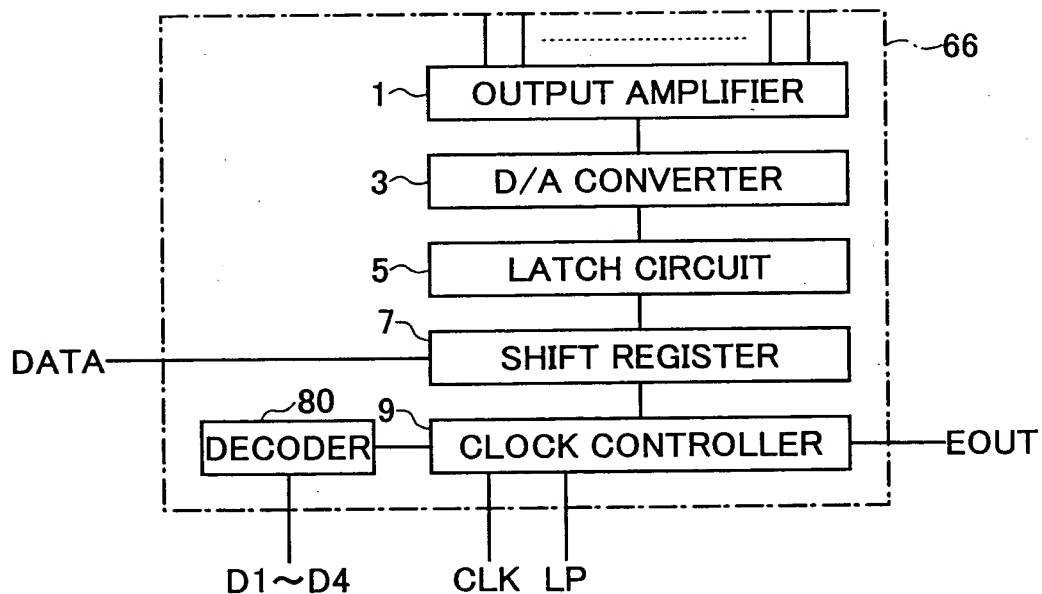 66
1 OUTPUT AMPLIFIER
3 D/A CONVERTER
5 LATCH CIRCUIT
7
DATA SHIFT REGISTER
80 9
DECODER CLOCK CONTROLLER EOUT
D1~D4 CLK LP